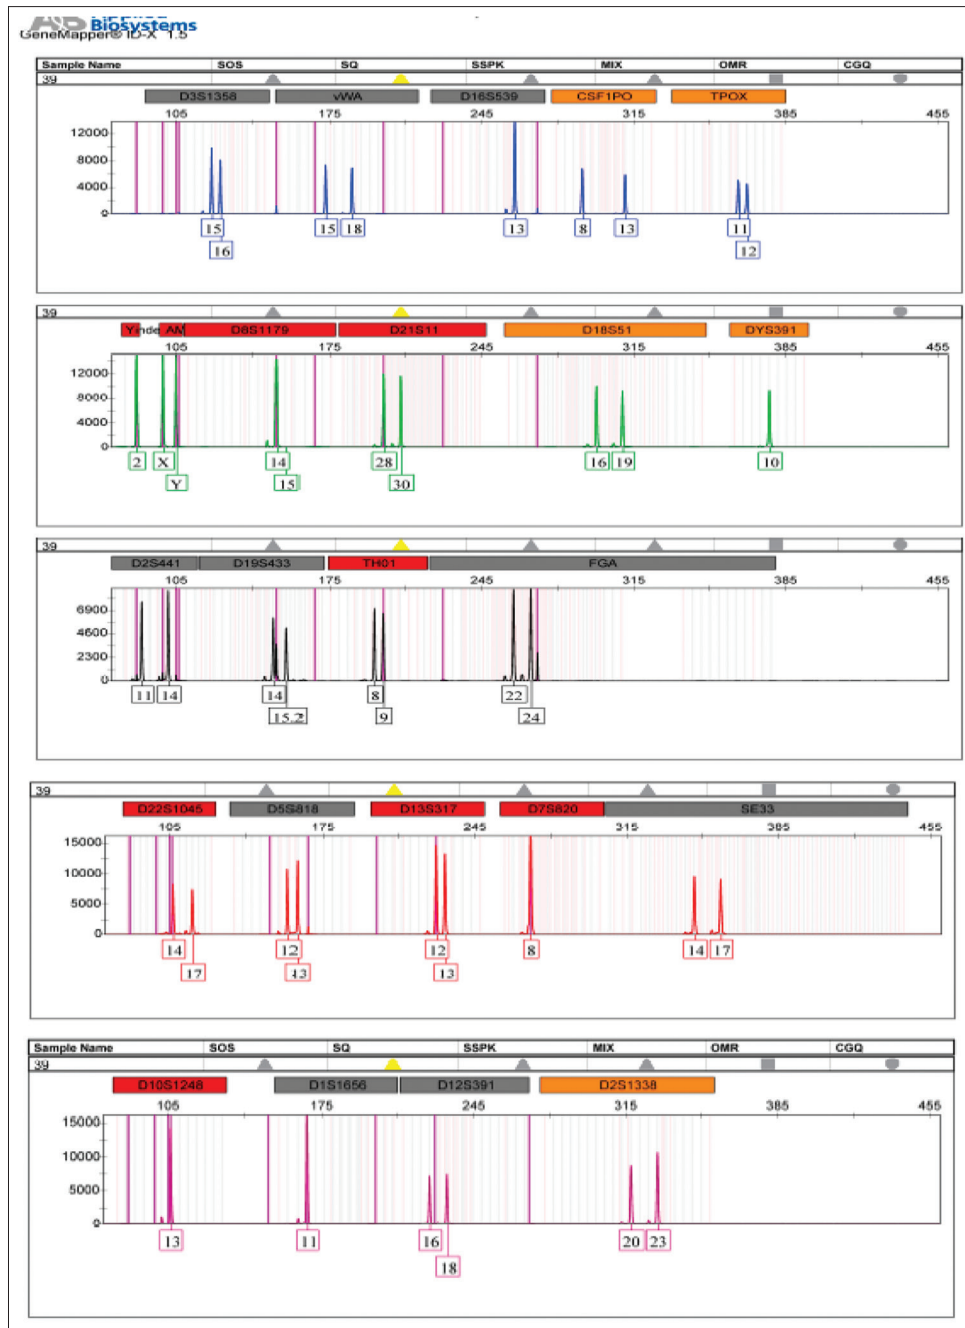 AB Applied
Biosystems
GeneMapper® ID-X 1.5
Sample Name SOS SQ SSPK MIX OMR CGQ
39
D3S1358 vWA D16S539 CSF1PO TPOX
105 175 245 315 385 455
12000
8000
4000
0
15 15 18 13 8 13 11
16 12
39
Yinde AM D8S1179 D21S11 D18S51 DYS391
105 175 245 315 385 455
12000
8000
4000
0
2 X 14 28 16 19 10
Y 15 30
39
D2S441 D19S433 TH01 FGA
105 175 245 315 385 455
6900
4600
2300
0
11 14 14 8 22
15.2 9 24
39
D22S1045 D5S818 D13S317 D7S820 SE33
105 175 245 315 385 455
15000
10000
5000
0
14 12 12 8 14 17
17 13 13
Sample Name SOS SQ SSPK MIX OMR CGQ
39
D10S1248 D1S1656 D12S391 D2S1338
105 175 245 315 385 455
15000
10000
5000
0
13 11 16 20 23
18